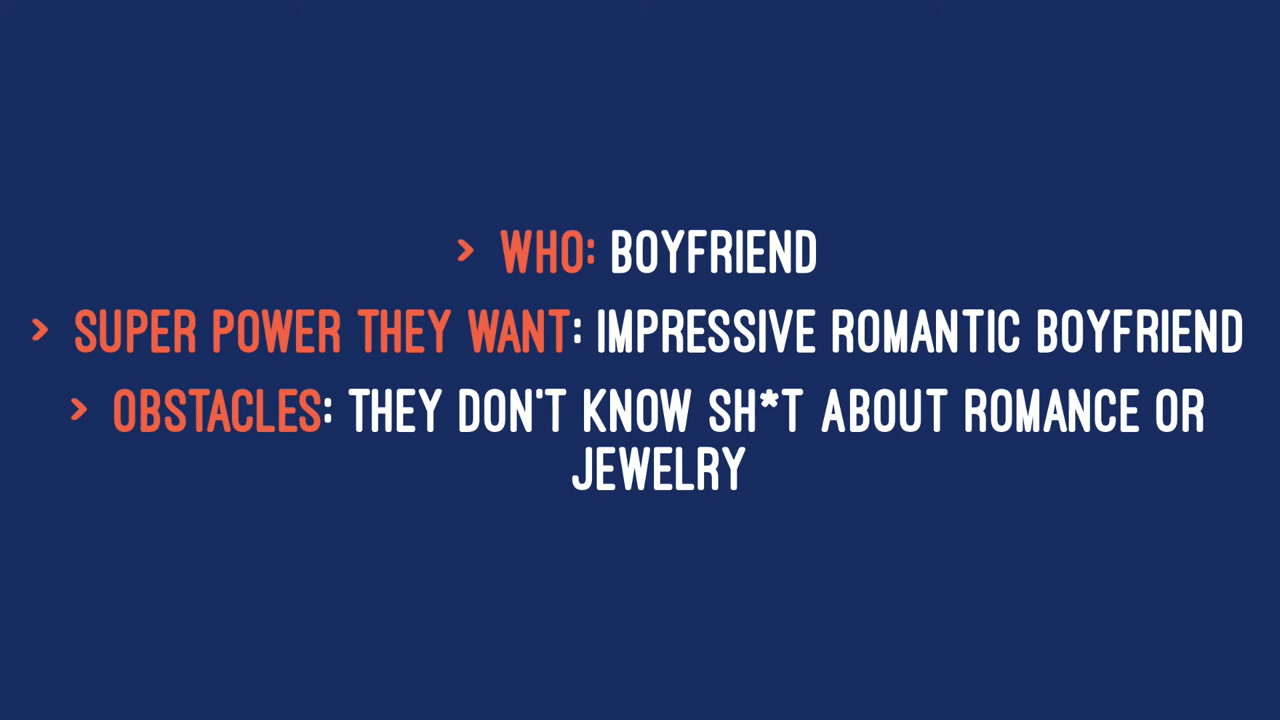 > WHO: BOYFRIEND
> SUPER POWER THEY WANT: IMPRESSIVE ROMANTIC BOYFRIEND
> OBSTACLES: THEY DON'T KNOW SH*T ABOUT ROMANCE OR
JEWELRY